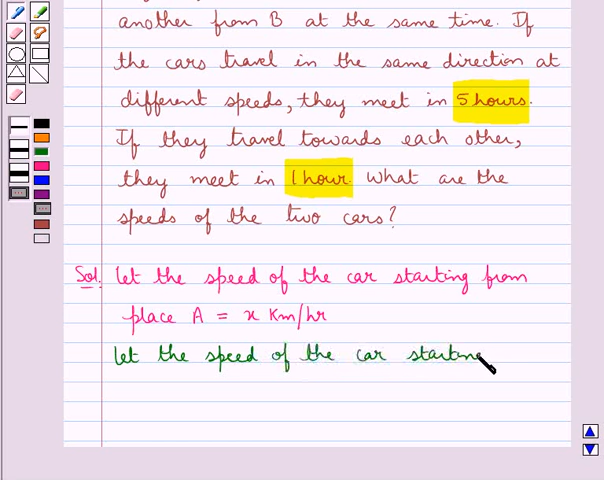 another from B at the same time. If
the cars travel in the same direction at
different speeds, they meet in 5 hours.
If they travel towards each other,
they meet in 1 hour. What are the
speeds of the two cars?
Sol. Let the speed of the car starting from
place A = x Km/hr
Let the speed of the car starting